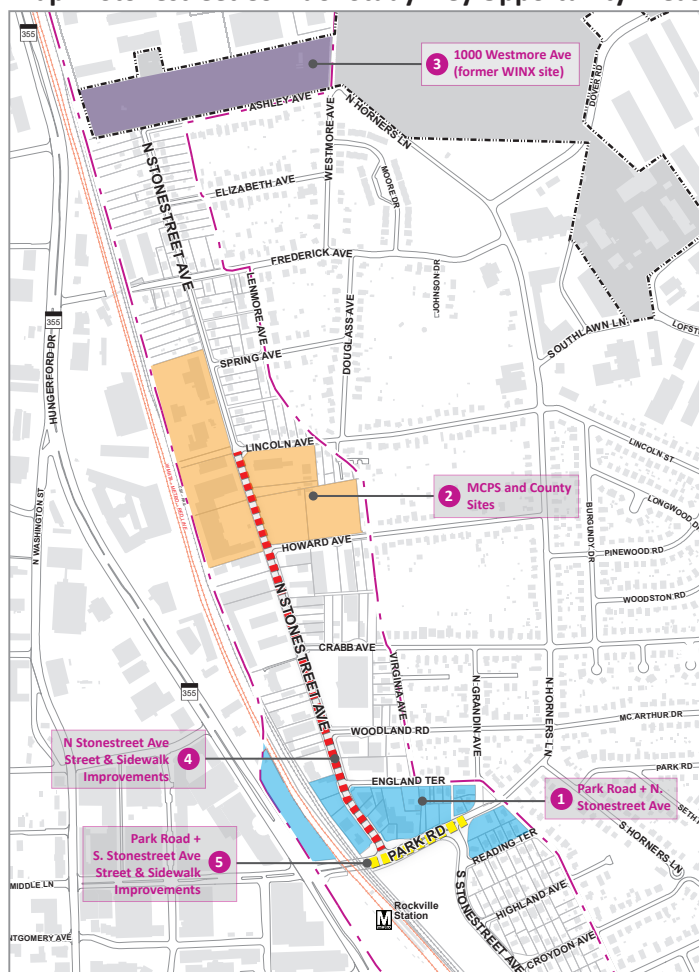 355
3
1000 Westmore Ave
(former WINX site)
DOVER RD
ASHLEY AVE
N HORNERS LN
WESTMORE AVE
N STONESTREET AVE
MOORE DR
ELIZABETH AVE
FREDERICK AVE
LENMORE AVE
JOHNSON DR
DOUGLASS AVE
355
HUNGERFORD DR
SOUTHLAWN LN
SPRING AVE
LINCOLN AVE
LINCOLN ST
N WASHINGTON ST
2
MCPS and County
Sites
BURGUNDY DR
HOWARD AVE
PINEWOOD RD
WOODSTON RD
N STONESTREET AVE
CRABB AVE
VIRGINIA AVE
N GRANDIN AVE
N HORNERS LN
355
MC ARTHUR DR
WOODLAND RD
N Stonestreet Ave
Street & Sidewalk
Improvements
4
PARK RD
ENGLAND TER
1
Park Road + N.
Stonestreet Ave
Park Road +
S. Stonestreet Ave
Street & Sidewalk
Improvements
5
PARK RD
S HORNERS LN
READING TER
MIDDLE LN
S STONESTREET AVE
HIGHLAND AVE
M
Rockville
Station
CROYDON AVE